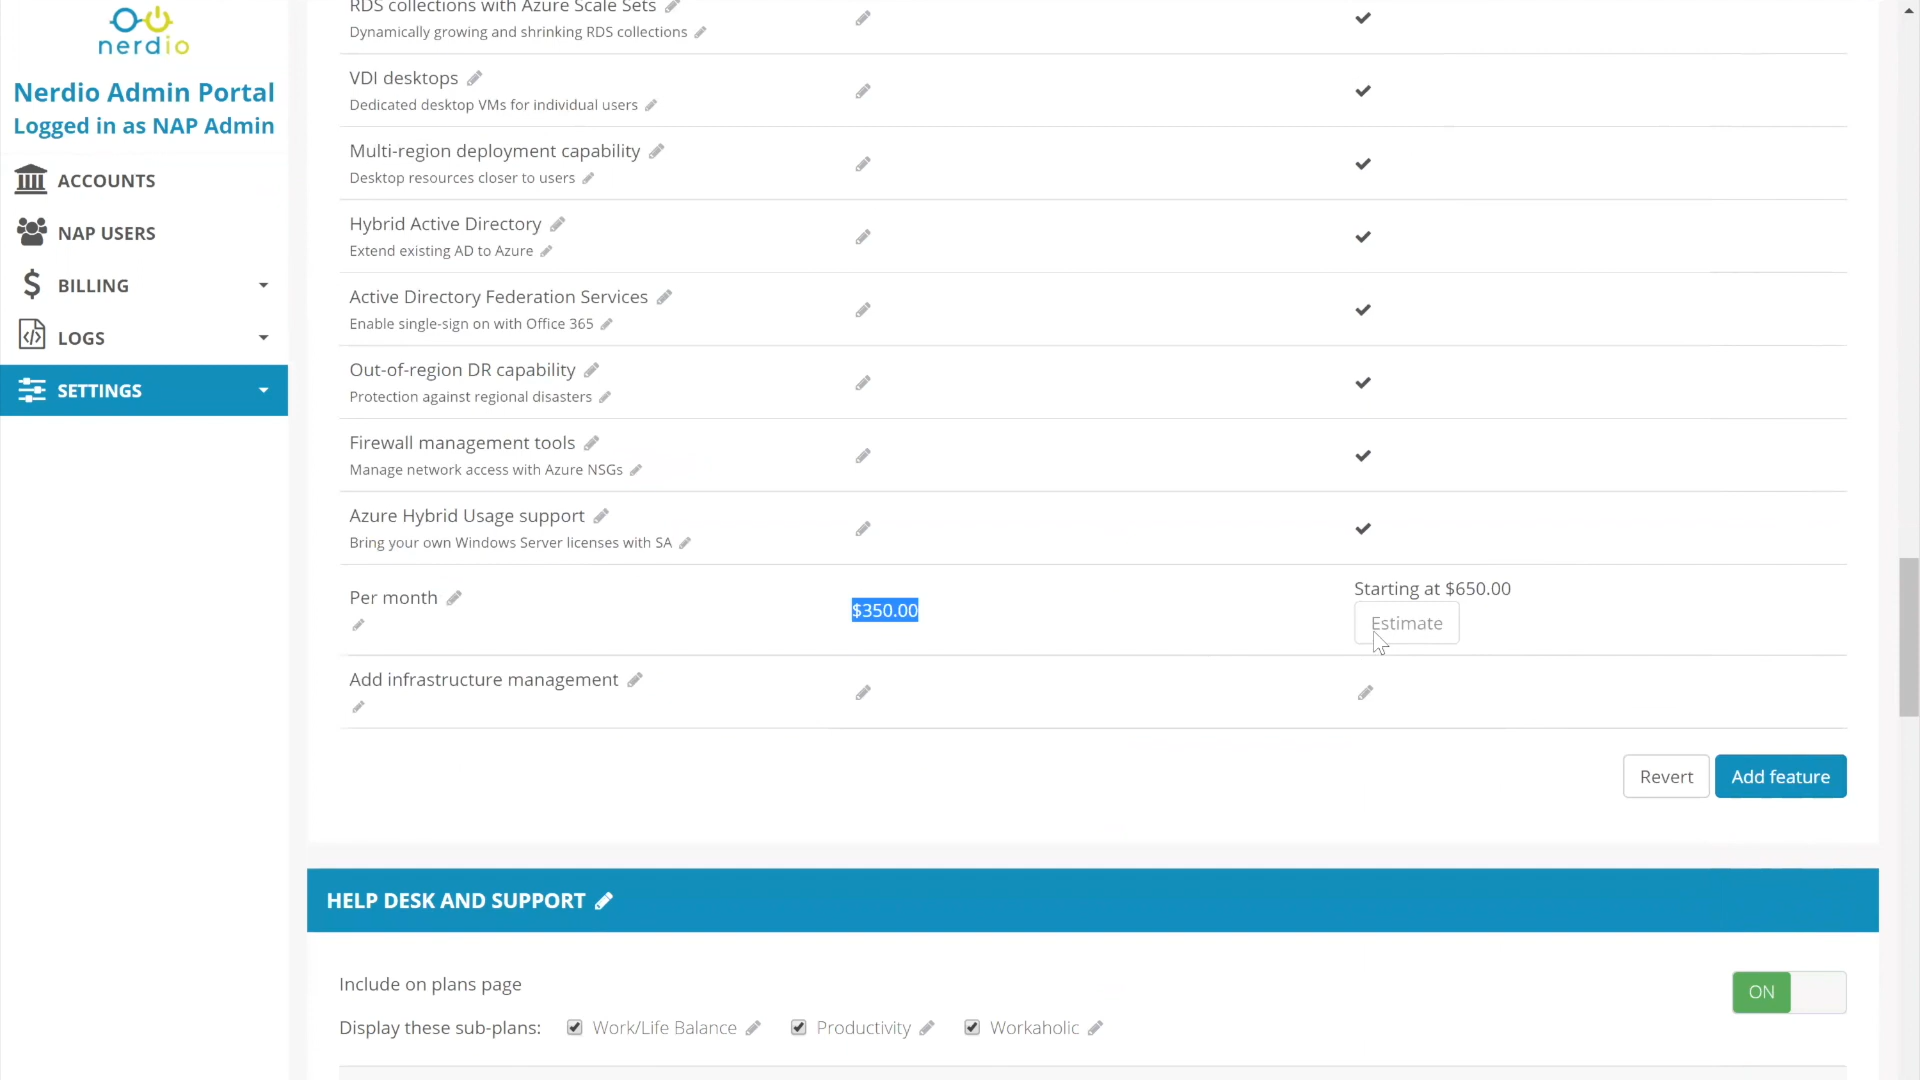 nerdio
Nerdio Admin Portal
Logged in as NAP Admin
ACCOUNTS
NAP USERS
BILLING
LOGS
SETTINGS
RDS collections with Azure Scale Sets
Dynamically growing and shrinking RDS collections
VDI desktops
Dedicated desktop VMs for individual users
Multi-region deployment capability
Desktop resources closer to users
Hybrid Active Directory
Extend existing AD to Azure
Active Directory Federation Services
Enable single-sign on with Office 365
Out-of-region DR capability
Protection against regional disasters
Firewall management tools
Manage network access with Azure NSGs
Azure Hybrid Usage support
Bring your own Windows Server licenses with SA
Per month
$350.00
Starting at $650.00
Estimate
Add infrastructure management
Revert
Add feature
HELP DESK AND SUPPORT
Include on plans page
ON
Display these sub-plans: Work/Life Balance Productivity Workaholic